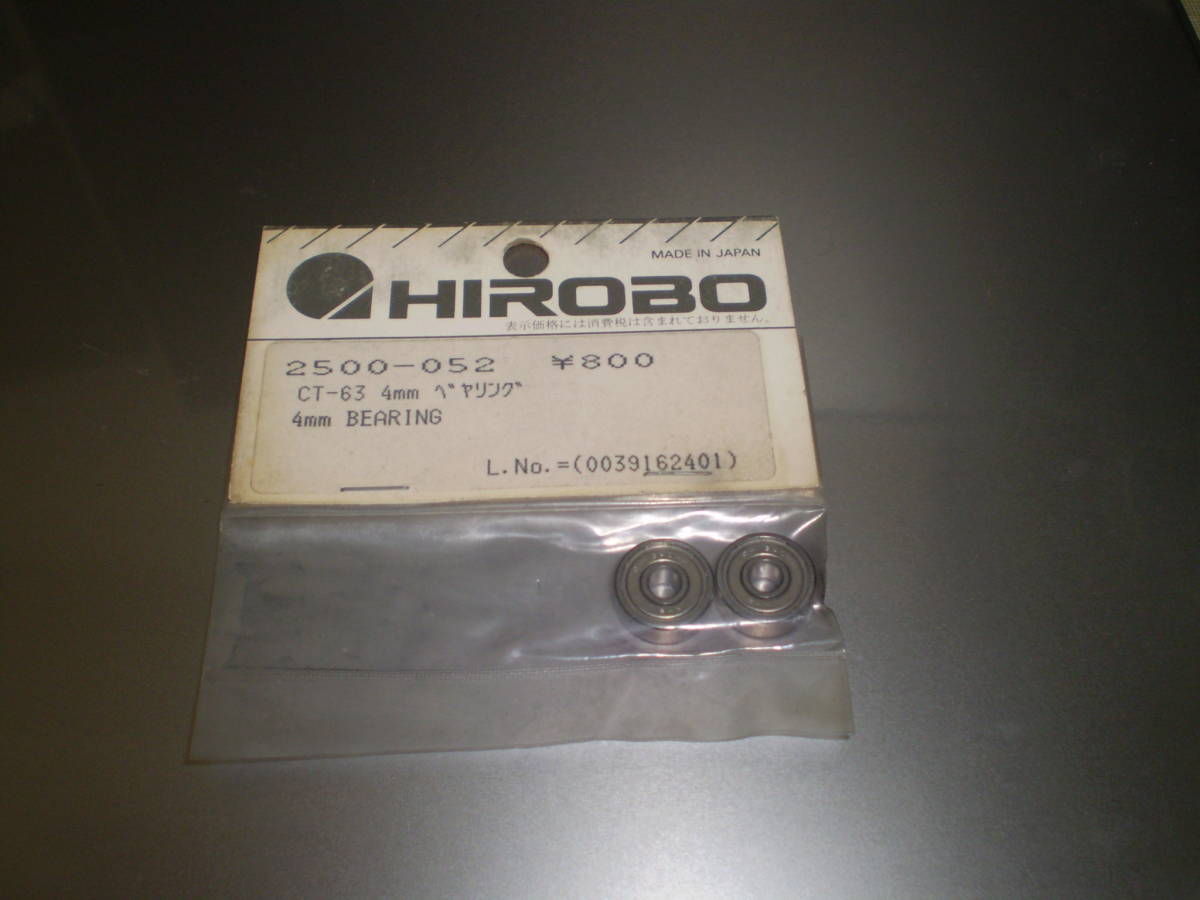 MADE IN JAPAN
HIROBO
表示価格には消費税は含まれておりません。
2500-052 ¥800
CT-63 4mm ﾍﾞﾔﾘﾝｸﾞ
4mm BEARING
L.No.=(0039162401)